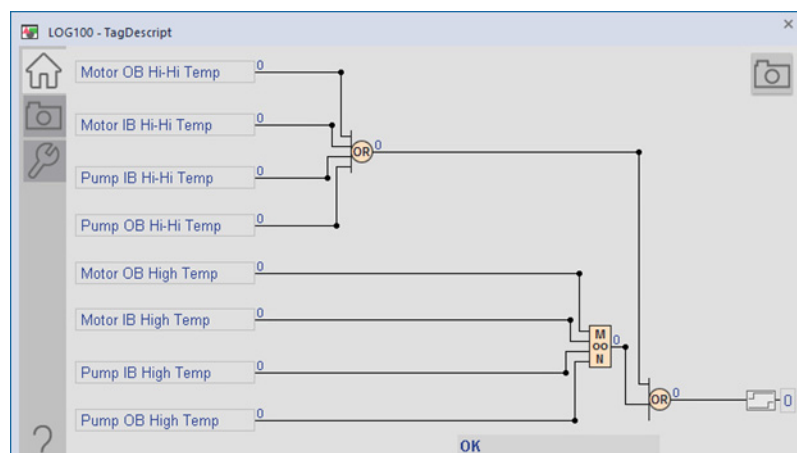 LOG100 - TagDescript
Motor OB Hi-Hi Temp 0
Motor IB Hi-Hi Temp 0
OR 0
Pump IB Hi-Hi Temp 0
Pump OB Hi-Hi Temp 0
Motor OB High Temp 0
Motor IB High Temp 0
M
oo
N
0
Pump IB High Temp 0
OR 0
0
Pump OB High Temp 0
?
OK